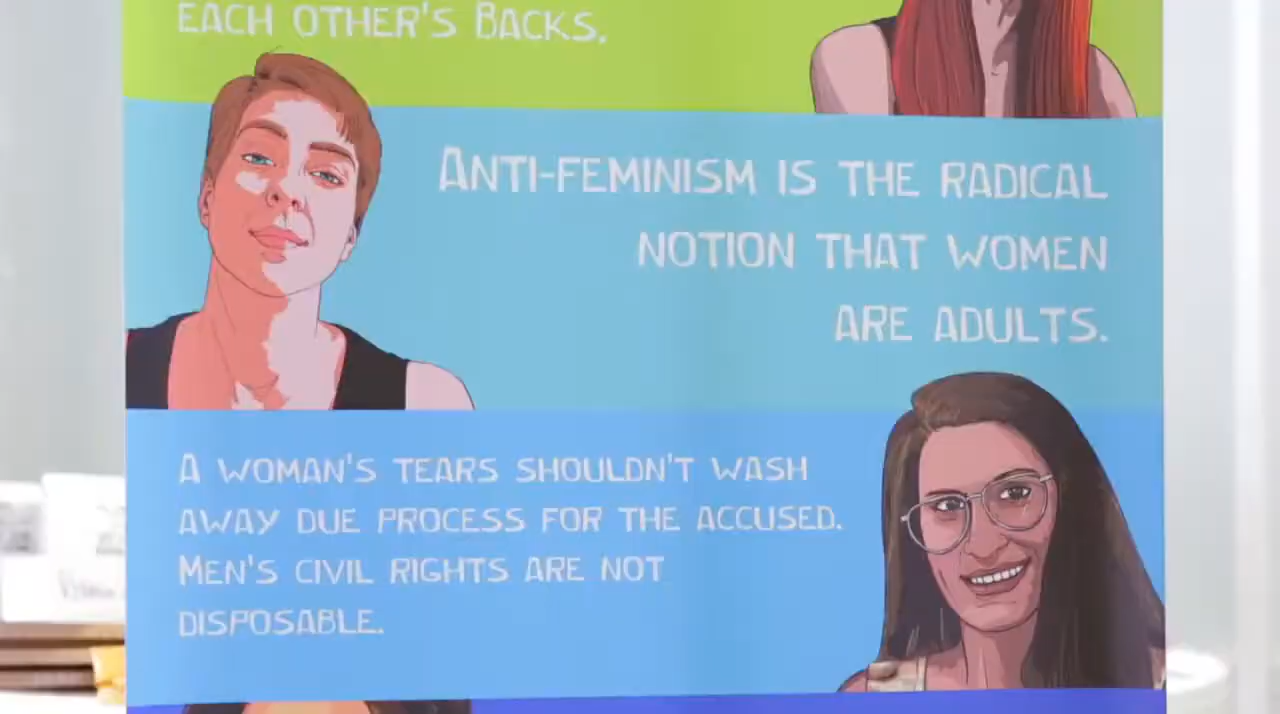 EACH OTHER'S BACKS.
ANTI-FEMINISM IS THE RADICAL
NOTION THAT WOMEN
ARE ADULTS.
A WOMAN'S TEARS SHOULDN'T WASH
AWAY DUE PROCESS FOR THE ACCUSED.
MEN'S CIVIL RIGHTS ARE NOT
DISPOSABLE.